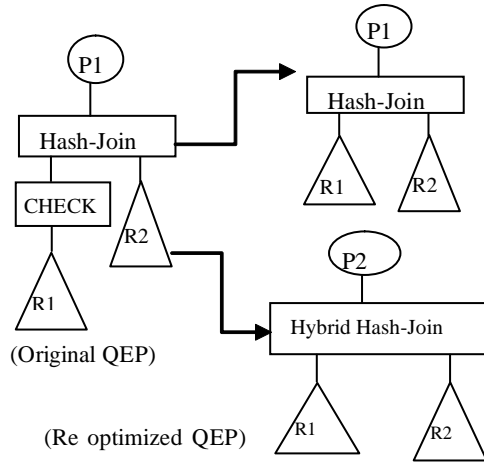 P1
Hash-Join
CHECK
R1
R2
(Original QEP)
P1
Hash-Join
R1
R2
P2
Hybrid Hash-Join
R1
R2
(Re optimized QEP)